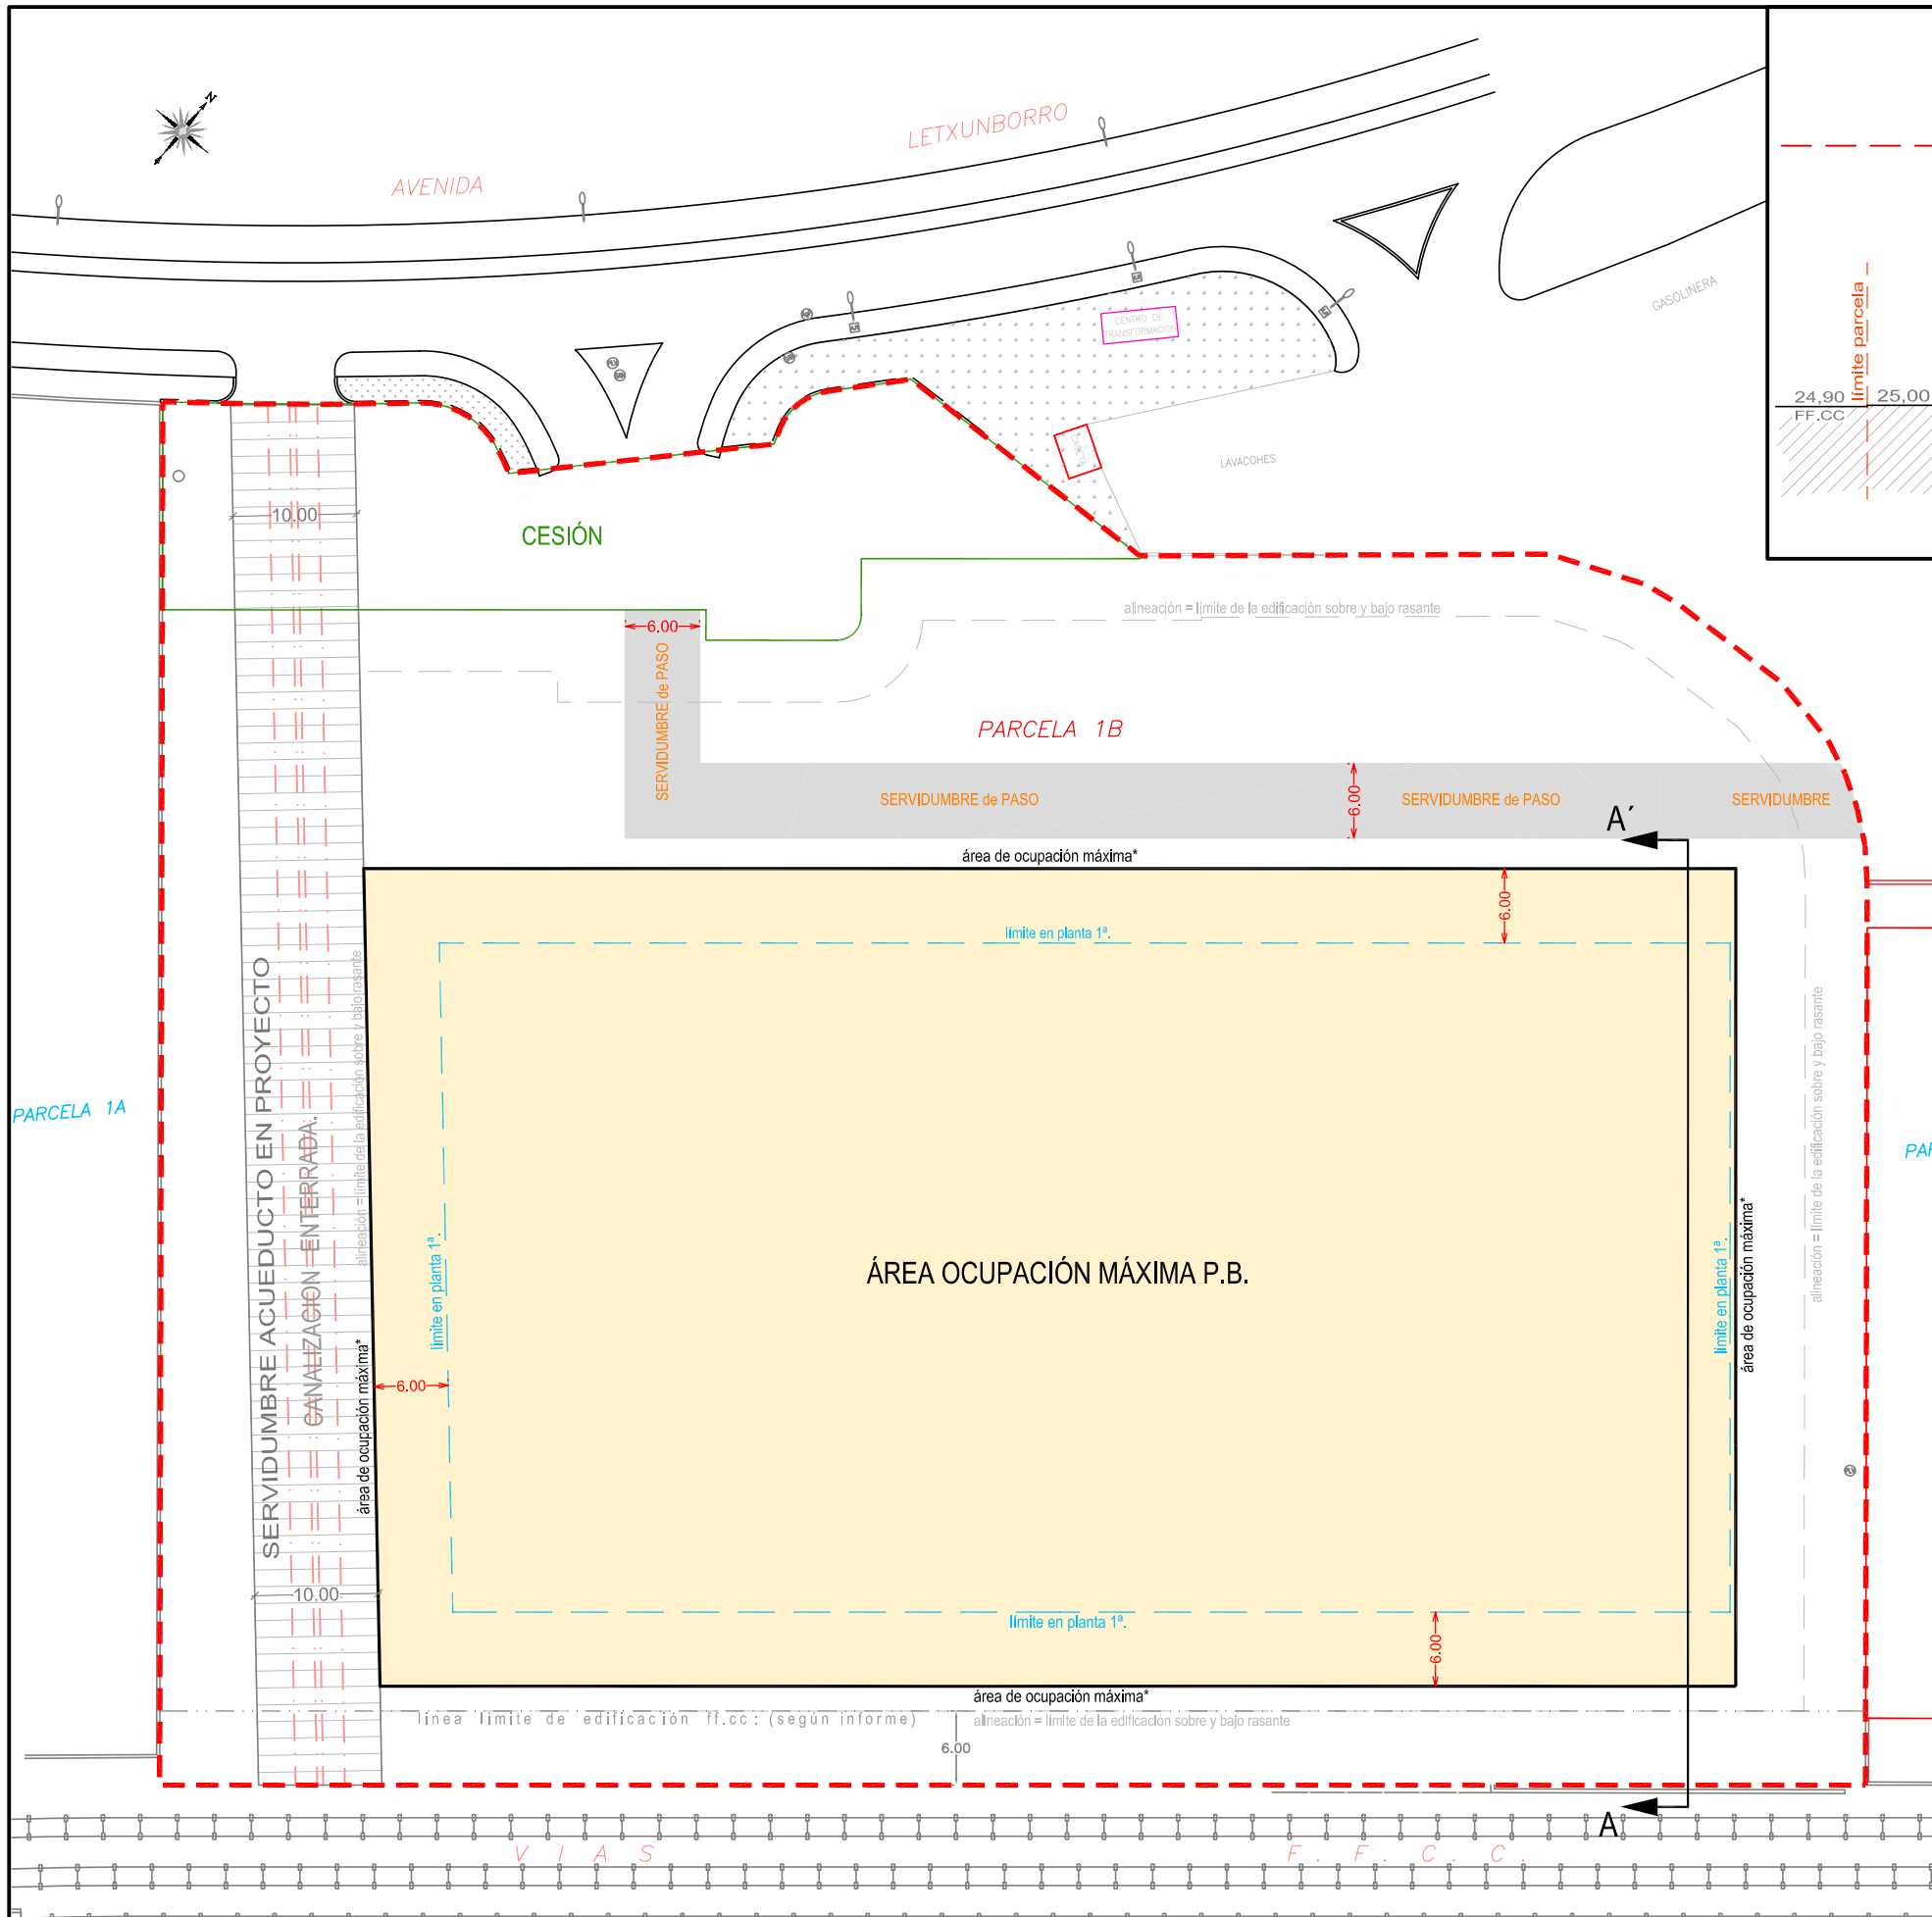 N
AVENIDA
LETXUNBORRO
CENTRO DE
TRANSFORMACION
GASOLINERA
LAVACOHES
límite parcela
24,90
25,00
FF.CC
10.00
CESIÓN
alineación = límite de la edificación sobre y bajo rasante
6.00
SERVIDUMBRE de PASO
PARCELA 1B
SERVIDUMBRE de PASO
6.00
SERVIDUMBRE de PASO
SERVIDUMBRE
A´
área de ocupación máxima*
6.00
límite en planta 1ª.
SERVIDUMBRE ACUEDUCTO EN PROYECTO
CANALIZACION ENTERRADA.
alineación = límite de la edificación sobre y bajo rasante
alineación = límite de la edificación sobre y bajo rasante
PARCELA 1A
PAR
límite en planta 1ª.
ÁREA OCUPACIÓN MÁXIMA P.B.
límite en planta 1ª.
área de ocupación máxima*
área de ocupación máxima*
6.00
10.00
límite en planta 1ª.
6.00
área de ocupación máxima*
línea límite de edificación ff.cc: (según informe)
alineación = límite de la edificación sobre y bajo rasante
6.00
A
VIAS
F. F. C. C.